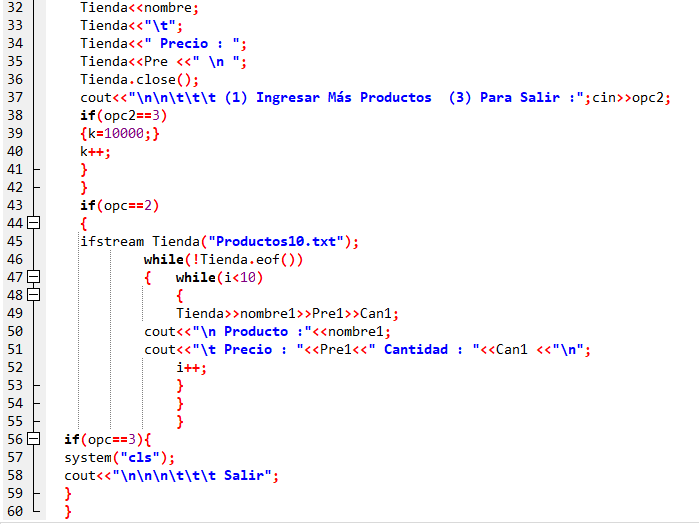 32 Tienda<<nombre;
33 Tienda<<"\t";
34 Tienda<<" Precio : ";
35 Tienda<<Pre <<" \n ";
36 Tienda.close();
37 cout<<"\n\n\t\t\t (1) Ingresar Más Productos  (3) Para Salir :";cin>>opc2;
38 if(opc2==3)
39 {k=10000;}
40 k++;
41 }
42 }
43 if(opc==2)
44 {
45 ifstream Tienda("Productos10.txt");
46 while(!Tienda.eof())
47 {   while(i<10)
48 {
49 Tienda>>nombre1>>Pre1>>Can1;
50 cout<<"\n Producto :"<<nombre1;
51 cout<<"\t Precio : "<<Pre1<<" Cantidad : "<<Can1 <<"\n";
52 i++;
53 }
54 }
55 }
56 if(opc==3){
57 system("cls");
58 cout<<"\n\n\n\t\t\t Salir";
59 }
60 }